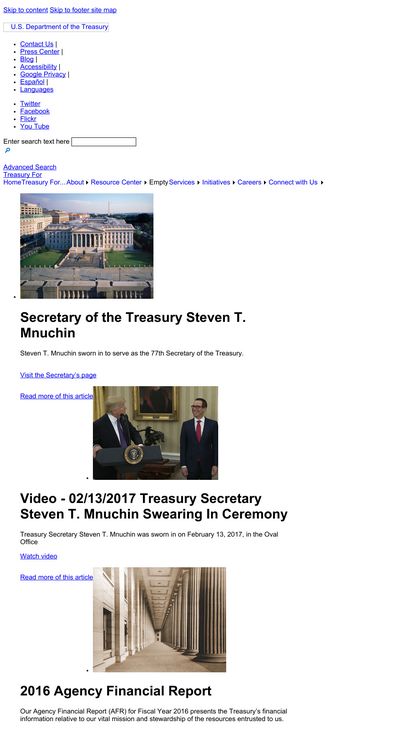 Skip to content Skip to footer site map
U.S. Department of the Treasury
Contact Us |
Press Center |
Blog |
Accessibility |
Google Privacy |
Español |
Languages
Twitter
Facebook
Flickr
You Tube
Enter search text here
Advanced Search
Treasury For
HomeTreasury For... About Resource Center EmptyServices Initiatives Careers Connect with Us
Secretary of the Treasury Steven T.
Mnuchin
Steven T. Mnuchin sworn in to serve as the 77th Secretary of the Treasury.
Visit the Secretary's page
Read more of this article
Video - 02/13/2017 Treasury Secretary
Steven T. Mnuchin Swearing In Ceremony
Treasury Secretary Steven T. Mnuchin was sworn in on February 13, 2017, in the Oval
Office
Watch video
Read more of this article
2016 Agency Financial Report
Our Agency Financial Report (AFR) for Fiscal Year 2016 presents the Treasury's financial
information relative to our vital mission and stewardship of the resources entrusted to us.